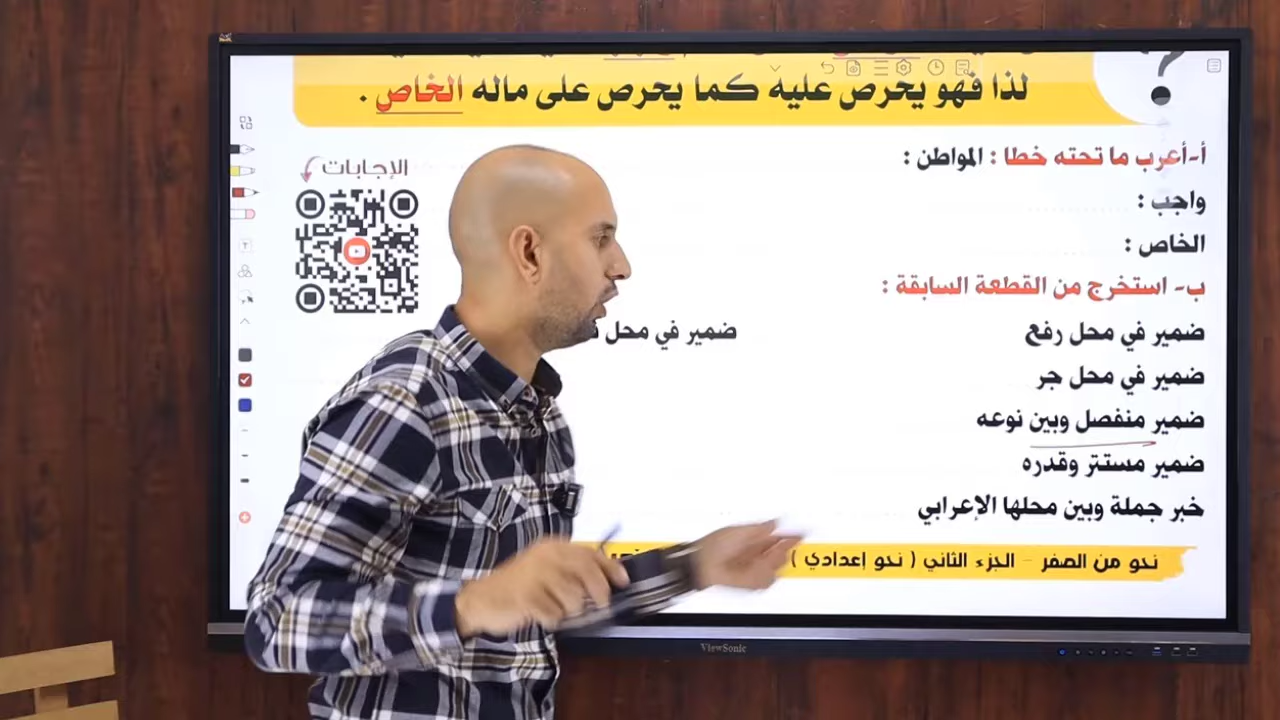 لذا فهو يحرص عليه كما يحرص على ماله الخاص .
الإجابات
أ-أعرب ما تحته خطا : المواطن :
واجب :
الخاص :
ب- استخرج من القطعة السابقة :
ضمير في محل رفع
ضمير في محل
ضمير في محل جر
ضمير منفصل وبين نوعه
ضمير مستتر وقدره
خبر جملة وبين محلها الإعرابي
نحو من الصفر - الجزء الثاني ( نحو إعدادي )
ViewSonic